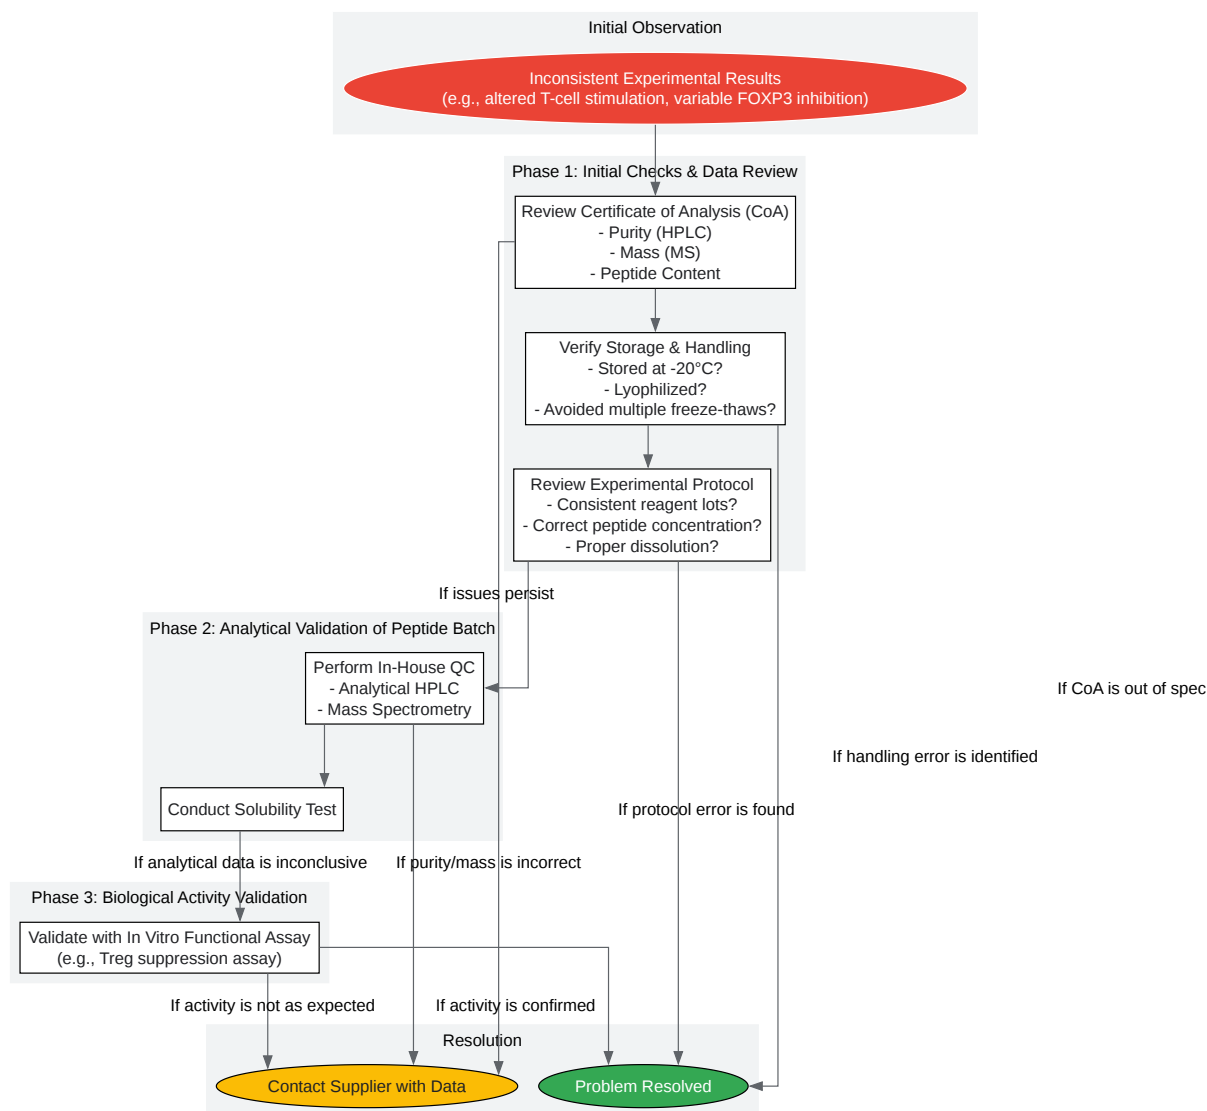 Initial Observation
Inconsistent Experimental Results
(e.g., altered T-cell stimulation, variable FOXP3 inhibition)
Phase 1: Initial Checks & Data Review
Review Certificate of Analysis (CoA)
- Purity (HPLC)
- Mass (MS)
- Peptide Content
Verify Storage & Handling
- Stored at -20°C?
- Lyophilized?
- Avoided multiple freeze-thaws?
Review Experimental Protocol
- Consistent reagent lots?
- Correct peptide concentration?
- Proper dissolution?
If issues persist
Phase 2: Analytical Validation of Peptide Batch
Perform In-House QC
- Analytical HPLC
- Mass Spectrometry
If CoA is out of spec
If handling error is identified
Conduct Solubility Test
If protocol error is found
If analytical data is inconclusive
If purity/mass is incorrect
Phase 3: Biological Activity Validation
Validate with In Vitro Functional Assay
(e.g., Treg suppression assay)
If activity is not as expected
If activity is confirmed
Resolution
Contact Supplier with Data
Problem Resolved